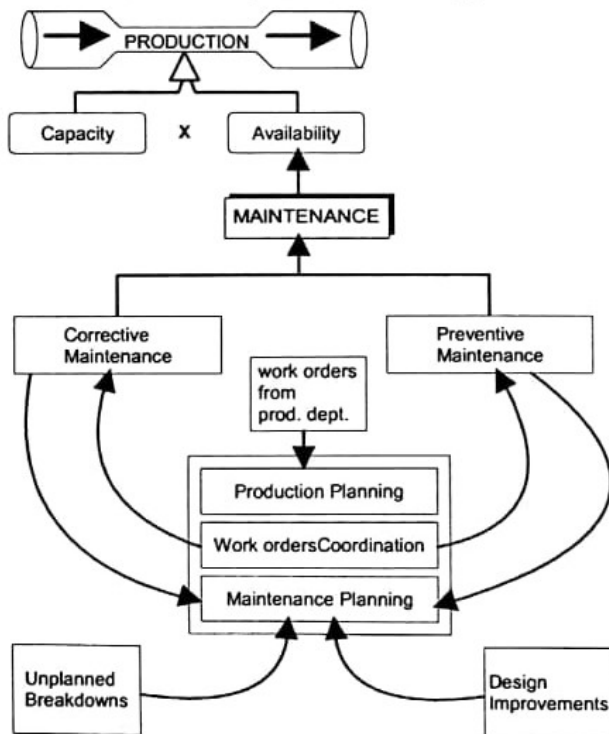 PRODUCTION
Capacity
x
Availability
MAINTENANCE
Corrective
Maintenance
Preventive
Maintenance
work orders
from
prod. dept.
Production Planning
Work ordersCoordination
Maintenance Planning
Unplanned
Breakdowns
Design
Improvements